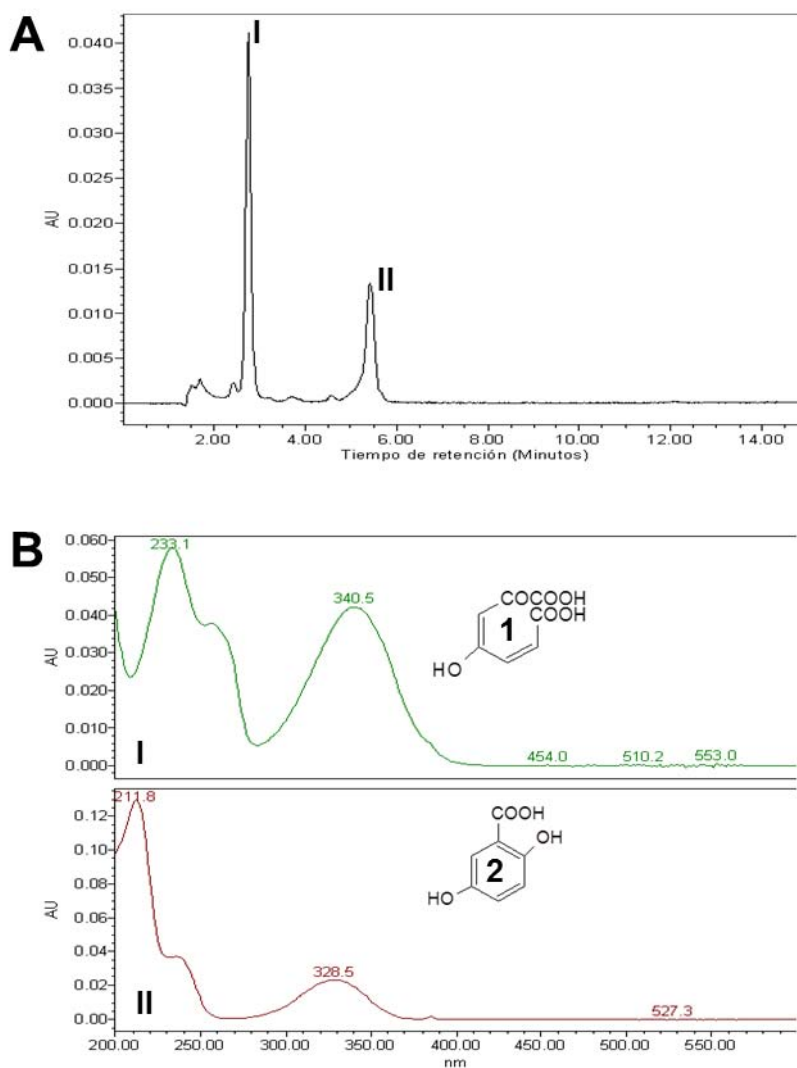 A
I
II
0.040
0.035
0.030
0.025
0.020
0.015
0.010
0.005
0.000
AU
2.00 4.00 6.00 8.00 10.00 12.00 14.00
Tiempo de retención (Minutos)
B
0.060
0.050
0.040
0.030
0.020
0.010
0.000
AU
233.1
340.5
COCOOH
COOH
1
HO
454.0 510.2 553.0
I
211.8
0.12
0.10
0.08
0.06
0.04
0.02
0.00
AU
COOH
OH
2
HO
328.5
527.3
II
200.00 250.00 300.00 350.00 400.00 450.00 500.00 550.00
nm